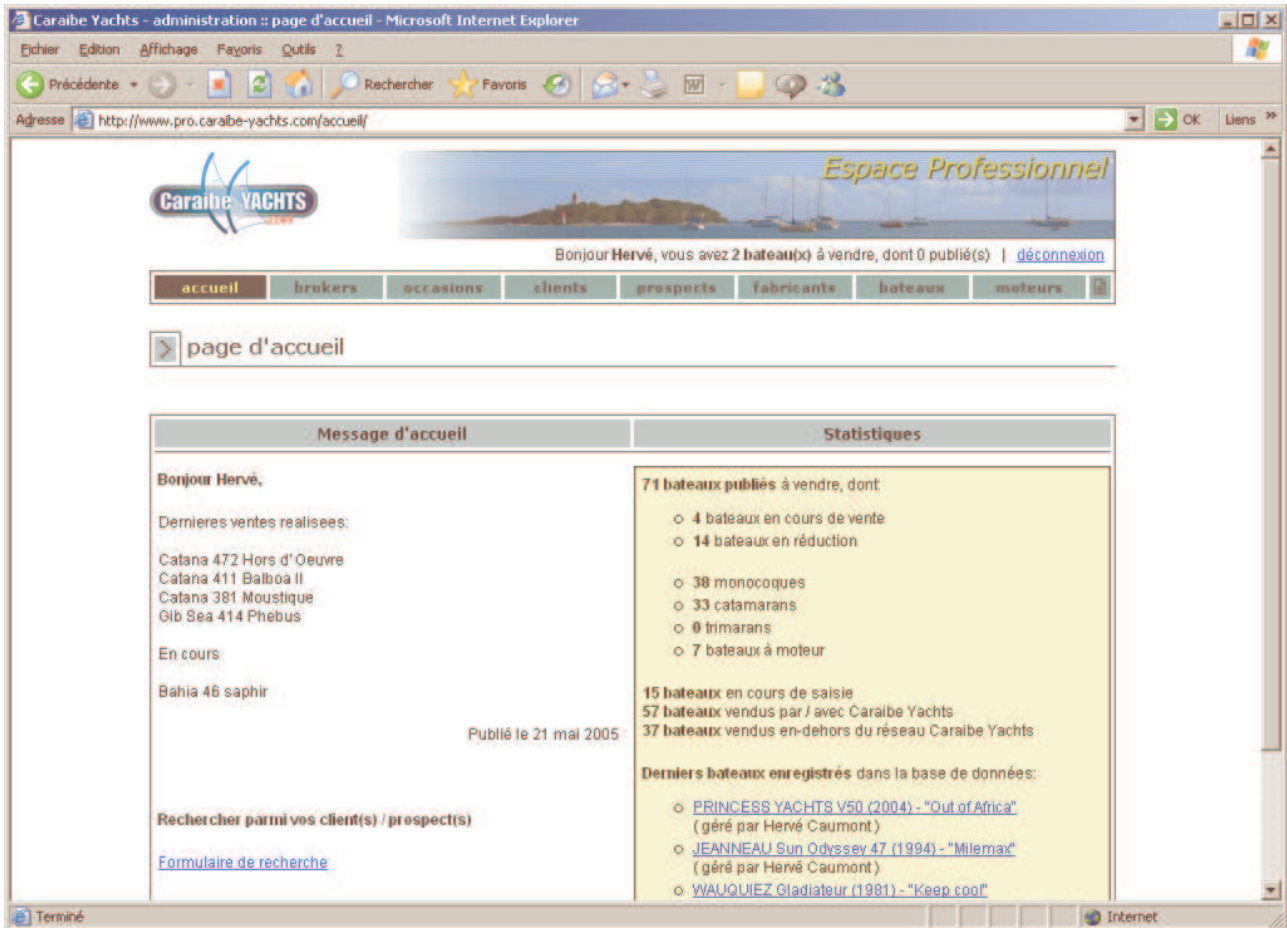 Caraibe Yachts - administration :: page d'accueil - Microsoft Internet Explorer
Fichier Edition Affichage Favoris Outils ?
Précédente Rechercher Favoris
Adresse http://www.pro.caraibe-yachts.com/accueil/ OK Liens »
Espace Professionnel
Caraibe YACHTS
.com
Bonjour Hervé, vous avez 2 bateau(x) à vendre, dont 0 publié(s) | déconnexion
accueil brokers occasions clients prospects fabricants bateaux moteurs
page d'accueil
Message d'accueil
Bonjour Hervé,
Dernieres ventes realisees:
Catana 472 Hors d'Oeuvre
Catana 411 Balboa II
Catana 381 Moustique
Gib Sea 414 Phebus
En cours
Bahia 46 saphir
Publié le 21 mai 2005
Rechercher parmi vos client(s) / prospect(s)
Formulaire de recherche
Statistiques
71 bateaux publiés à vendre, dont
4 bateaux en cours de vente
14 bateaux en réduction
38 monocoques
33 catamarans
0 trimarans
7 bateaux à moteur
15 bateaux en cours de saisie
57 bateaux vendus par / avec Caraibe Yachts
37 bateaux vendus en-dehors du réseau Caraibe Yachts
Derniers bateaux enregistrés dans la base de données:
PRINCESS YACHTS V50 (2004) - "Out of Africa"
( géré par Hervé Caumont )
JEANNEAU Sun Odyssey 47 (1994) - "Milemax"
( géré par Hervé Caumont )
WAUQUIEZ Gladiateur (1981) - "Keep cool"
Terminé Internet